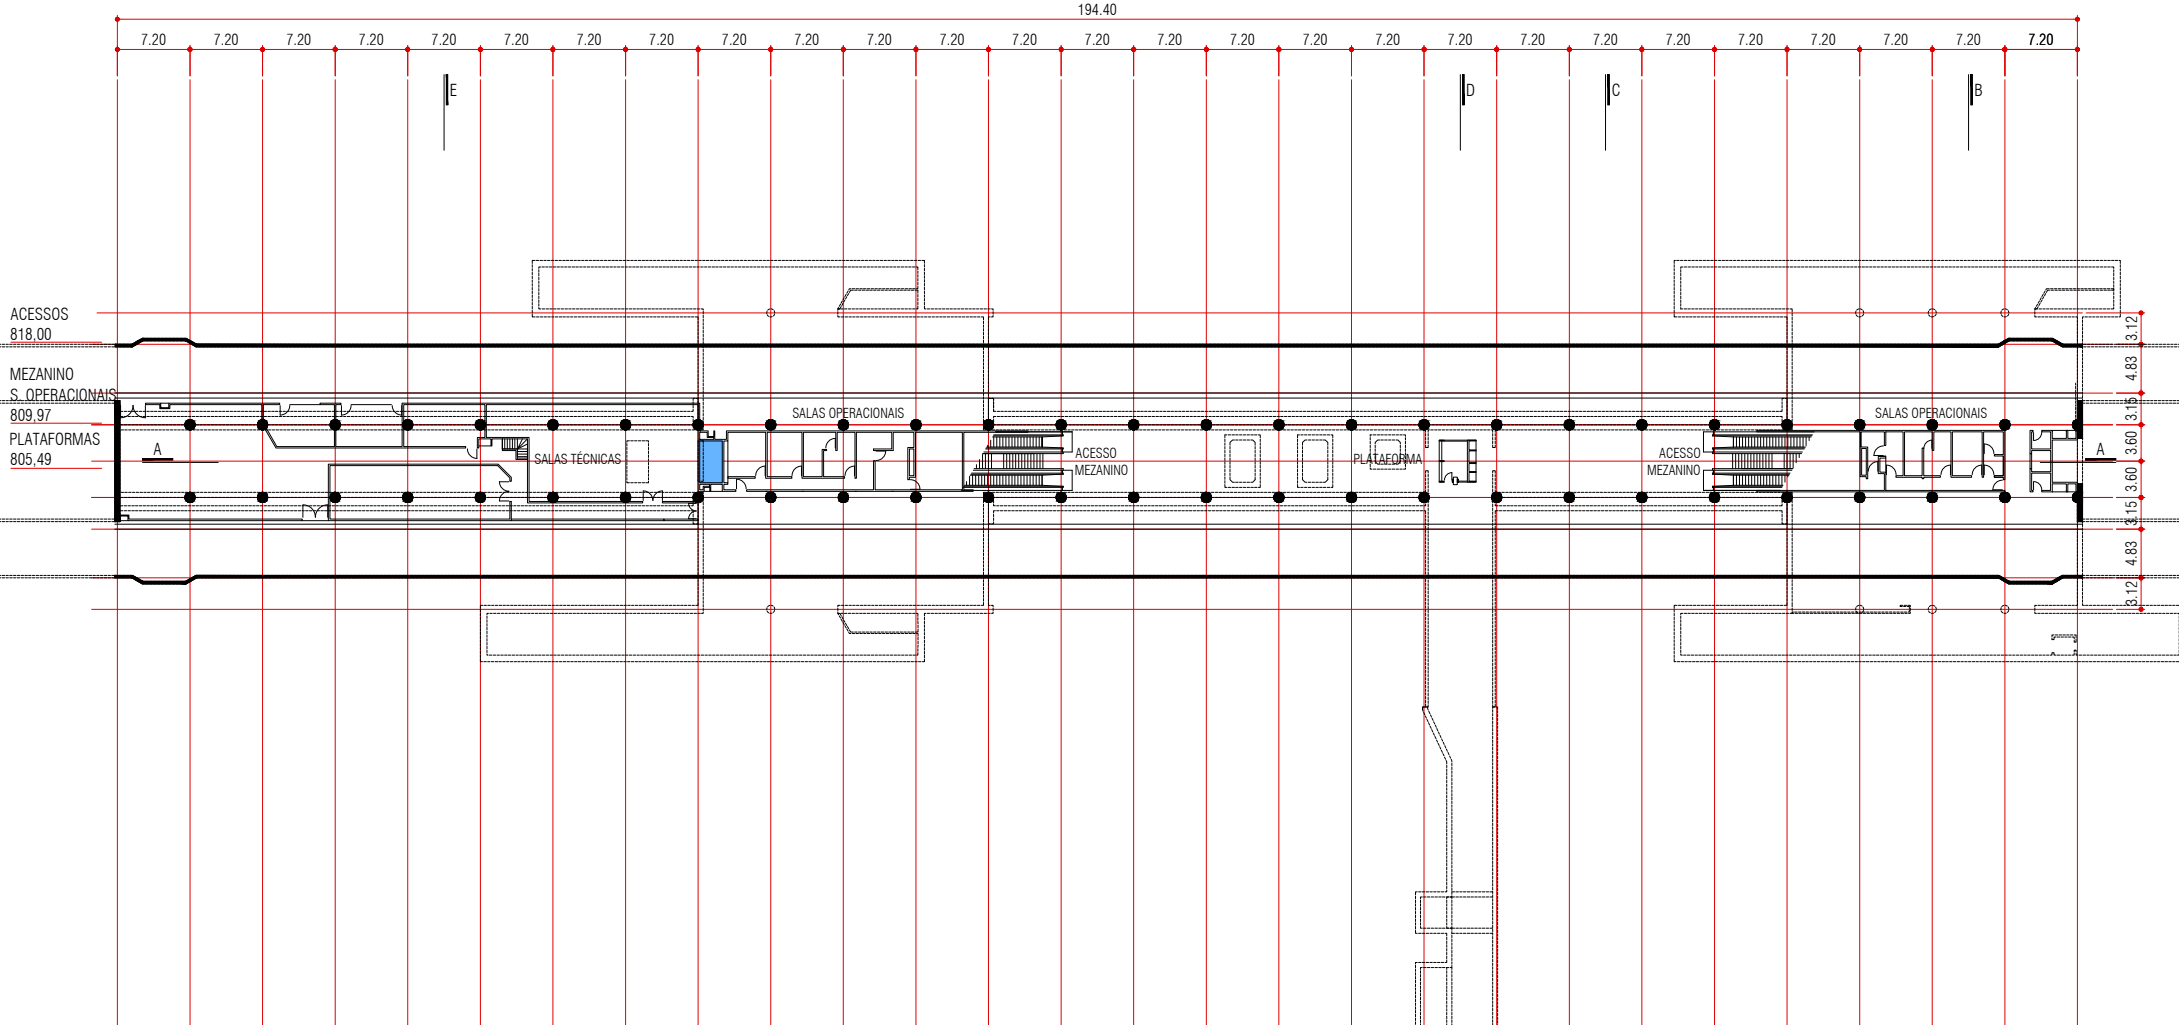 194.40
7.20 7.20 7.20 7.20 7.20 7.20 7.20 7.20 7.20 7.20 7.20 7.20 7.20 7.20 7.20 7.20 7.20 7.20 7.20 7.20 7.20 7.20 7.20 7.20 7.20 7.20 7.20
E D C B
ACESSOS
818,00
MEZANINO
S. OPERACIONAIS
809,97
PLATAFORMAS
805,49
A
SALAS TÉCNICAS
SALAS OPERACIONAIS
ACESSO
MEZANINO
PLATAFORMA
ACESSO
MEZANINO
SALAS OPERACIONAIS
A
3.12
4.83
3.15
3.60
3.60
3.15
4.83
3.12